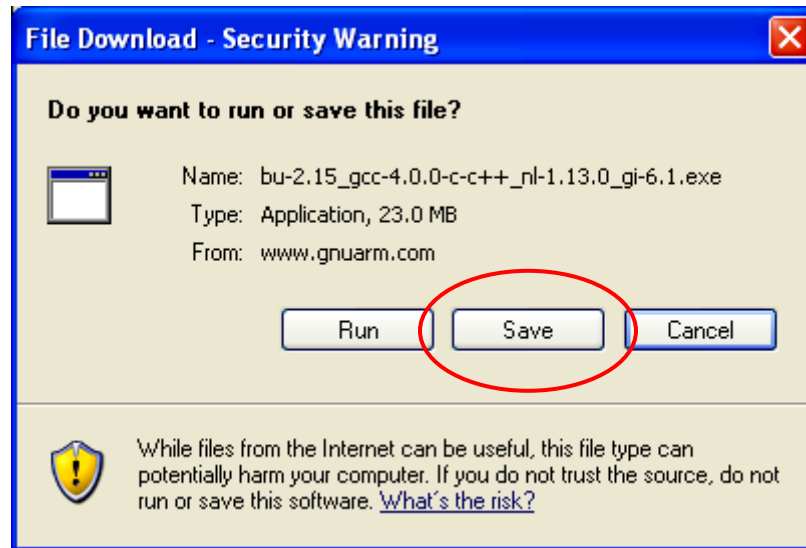 File Download - Security Warning
Do you want to run or save this file?
Name: bu-2.15_gcc-4.0.0-c-c++_nl-1.13.0_gi-6.1.exe
Type: Application, 23.0 MB
From: www.gnuarm.com
Run Save Cancel
While files from the Internet can be useful, this file type can
potentially harm your computer. If you do not trust the source, do not
run or save this software. What´s the risk?